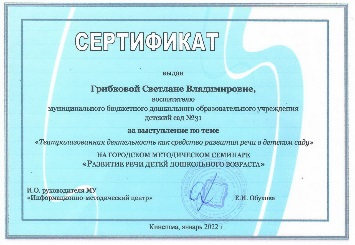 СЕРТИФИКАТ
выдан
Грибковой Светлане Владимировне,
воспитателю
муниципального бюджетного дошкольного образовательного учреждения
детский сад №31
за выступление по теме
«Театрализованная деятельность как средство развития речи в детском саду»
НА ГОРОДСКОМ МЕТОДИЧЕСКОМ СЕМИНАРЕ
«РАЗВИТИЕ РЕЧИ ДЕТЕЙ ДОШКОЛЬНОГО ВОЗРАСТА»
И.О. руководителя МУ
«Информационно-методический центр» Е.И. Обухова
Кинешма, январь 2022 г